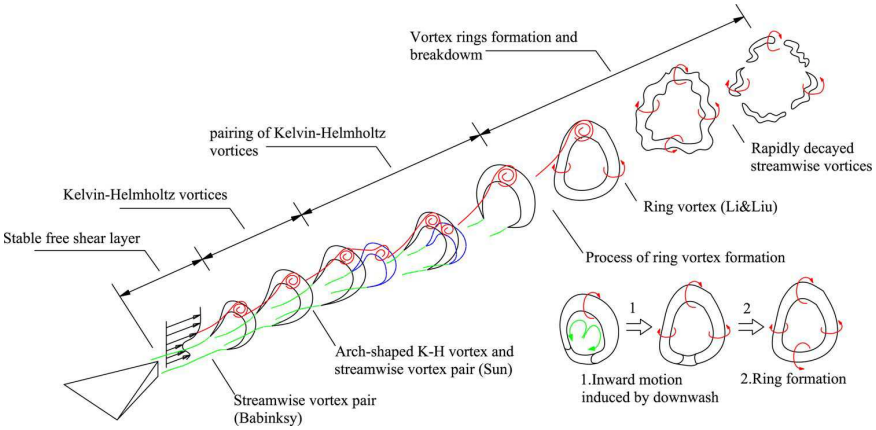 Vortex rings formation and
breakdowm
pairing of Kelvin-Helmholtz
vortices
Kelvin-Helmholtz vortices
Stable free shear layer
Rapidly decayed
streamwise vortices
Ring vortex (Li&Liu)
Process of ring vortex formation
Arch-shaped K-H vortex and
streamwise vortex pair (Sun)
Streamwise vortex pair
(Babinksy)
1
2
1.Inward motion
induced by downwash
2.Ring formation